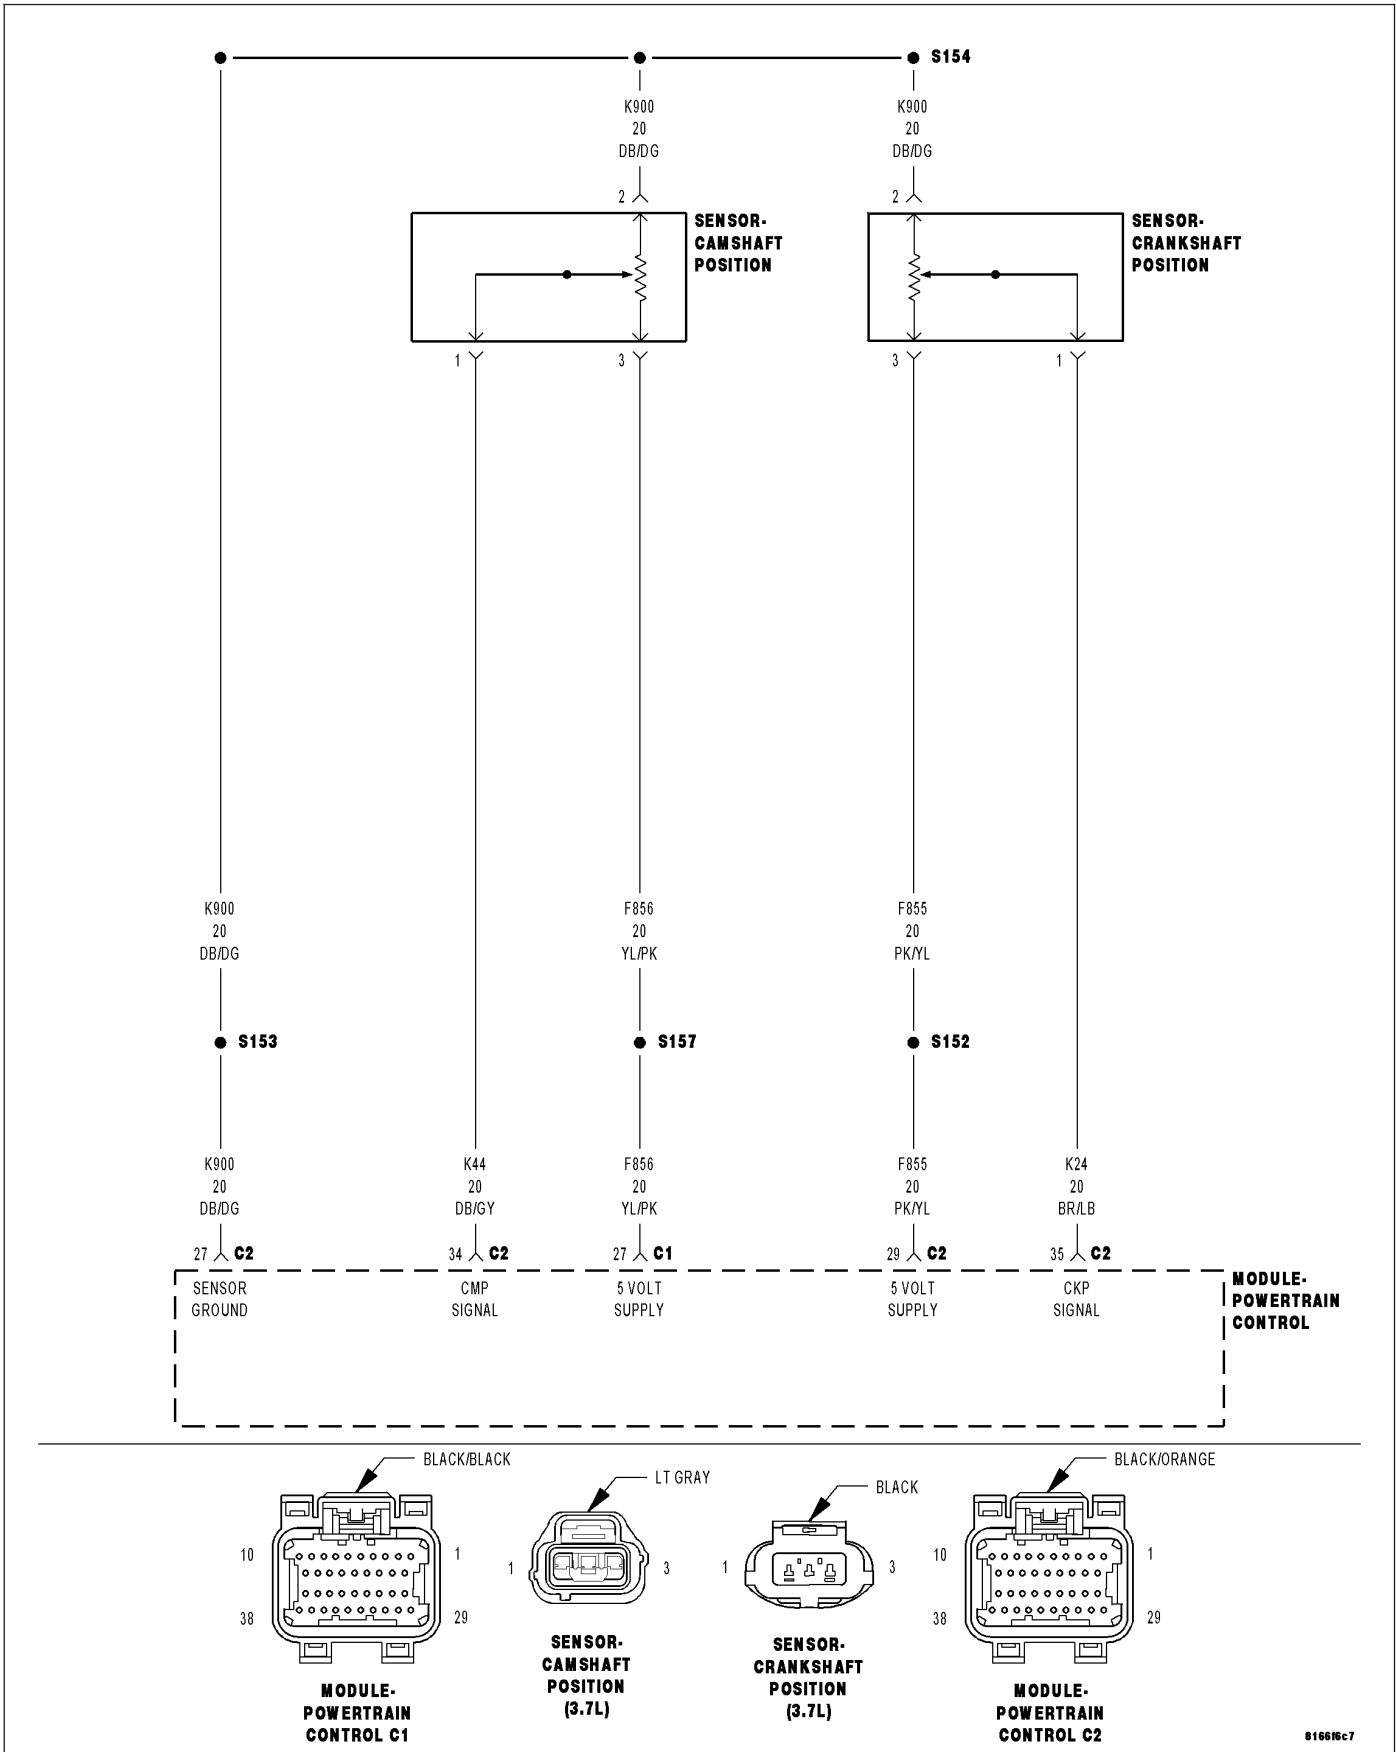 S154
K900
20
DB/DG
K900
20
DB/DG
2
2
SENSOR-
CAMSHAFT
POSITION
SENSOR-
CRANKSHAFT
POSITION
1
3
3
1
K900
20
DB/DG
F856
20
YL/PK
F855
20
PK/YL
S153
S157
S152
K900
20
DB/DG
K44
20
DB/GY
F856
20
YL/PK
F855
20
PK/YL
K24
20
BR/LB
27 C2
34 C2
27 C1
29 C2
35 C2
SENSOR
GROUND
CMP
SIGNAL
5 VOLT
SUPPLY
5 VOLT
SUPPLY
CKP
SIGNAL
MODULE-
POWERTRAIN
CONTROL
BLACK/BLACK
LT GRAY
BLACK
BLACK/ORANGE
10
1
38
29
1
3
1
3
10
1
38
29
MODULE-
POWERTRAIN
CONTROL C1
SENSOR-
CAMSHAFT
POSITION
(3.7L)
SENSOR-
CRANKSHAFT
POSITION
(3.7L)
MODULE-
POWERTRAIN
CONTROL C2
8166f6c7